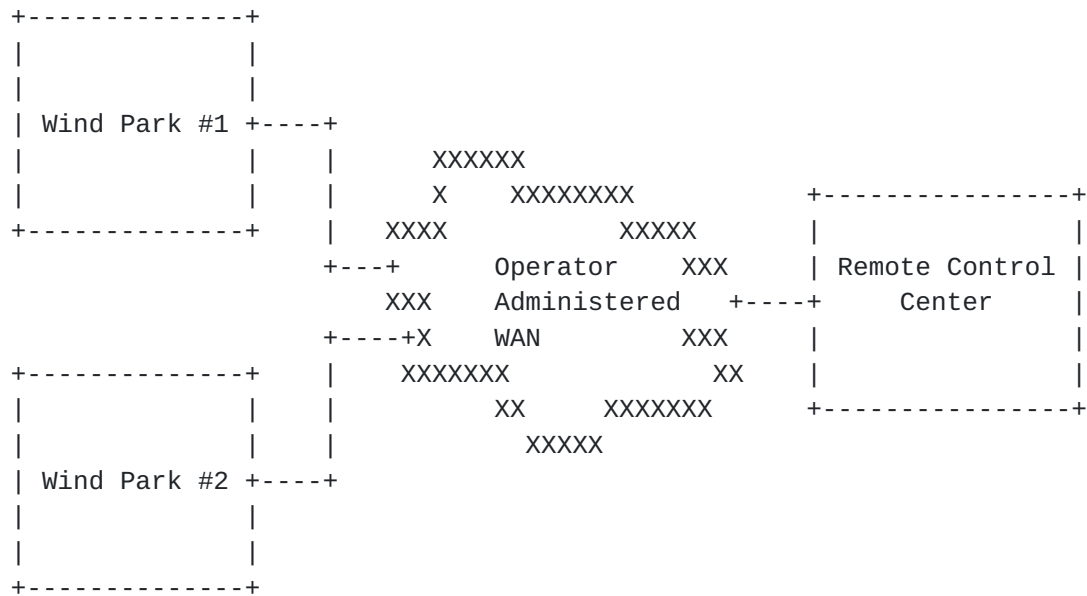 Wind Park #1
Operator
Remote Control
Administered
Center
WAN
Wind Park #2